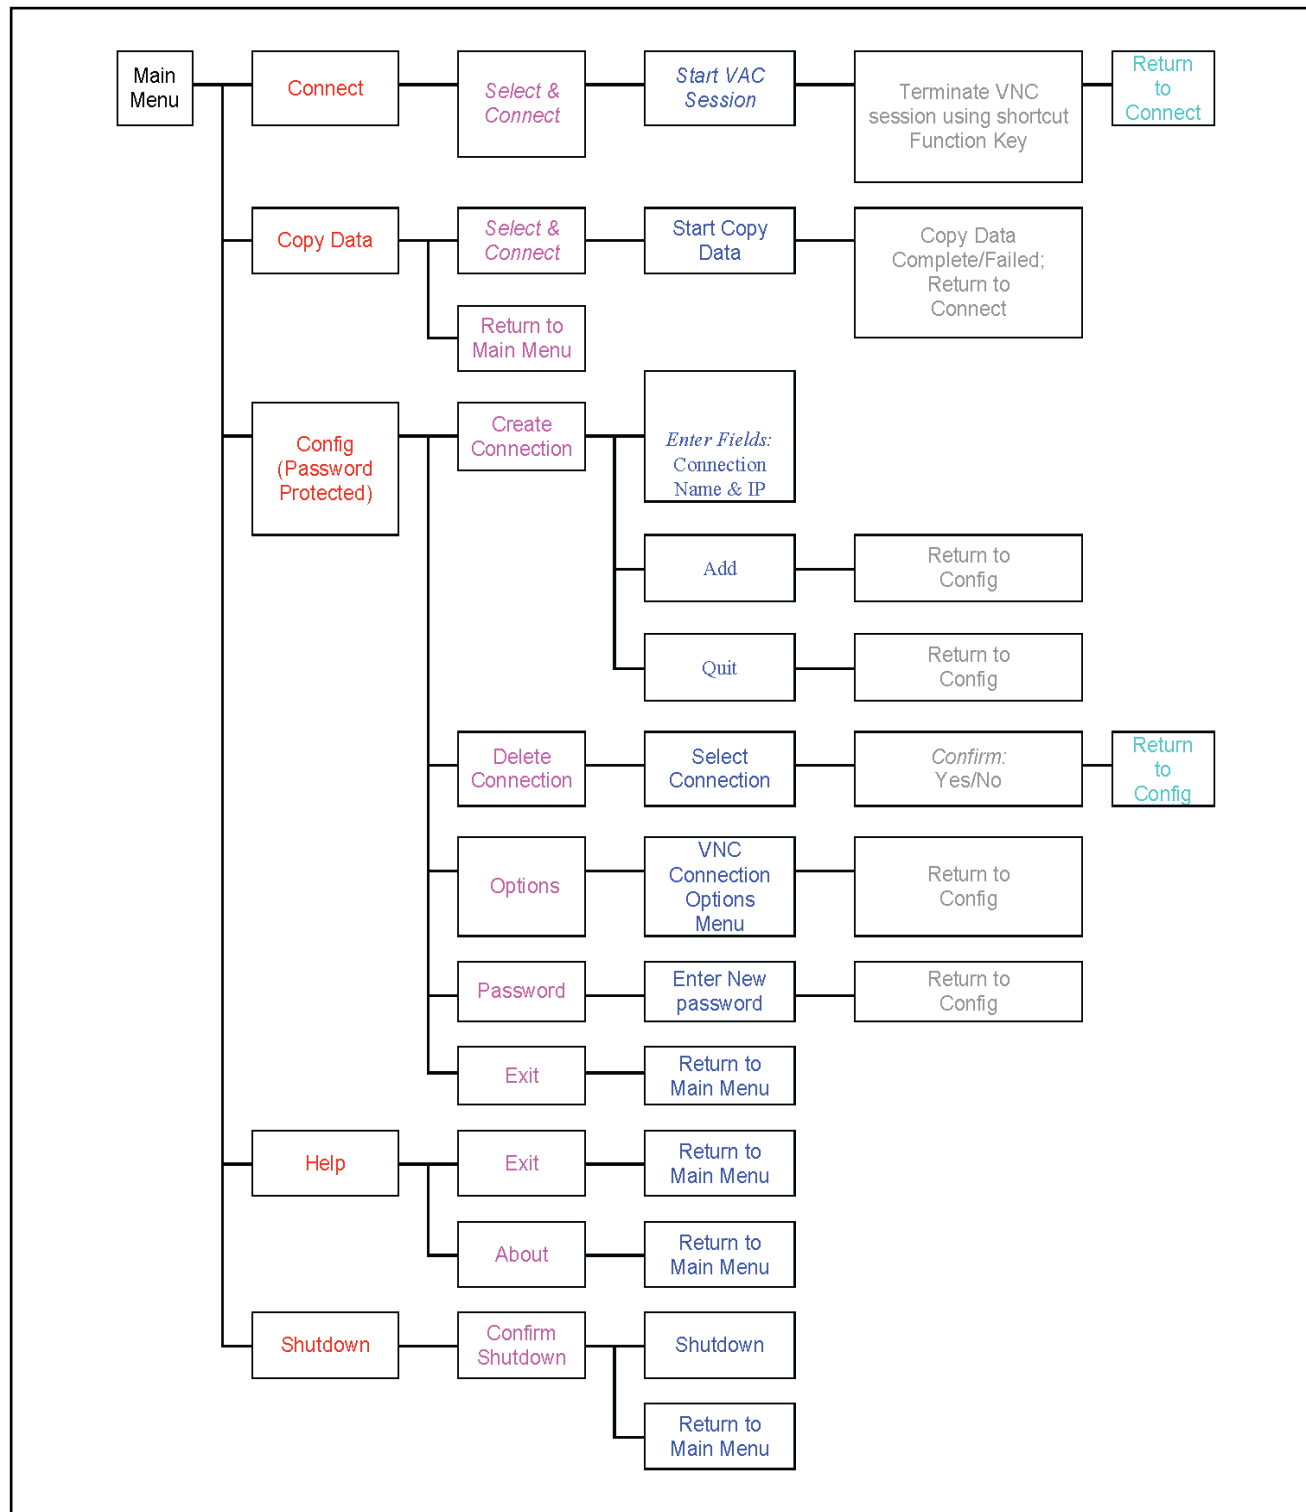 Main
Menu
Connect
Select &
Connect
Start VAC
Session
Terminate VNC
session using shortcut
Function Key
Return
to
Connect
Copy Data
Select &
Connect
Start Copy
Data
Copy Data
Complete/Failed;
Return to
Connect
Return to
Main Menu
Config
(Password
Protected)
Create
Connection
Enter Fields:
Connection
Name & IP
Add
Return to
Config
Quit
Return to
Config
Delete
Connection
Select
Connection
Confirm:
Yes/No
Return
to
Config
Options
VNC
Connection
Options
Menu
Return to
Config
Password
Enter New
password
Return to
Config
Exit
Return to
Main Menu
Help
Exit
Return to
Main Menu
About
Return to
Main Menu
Shutdown
Confirm
Shutdown
Shutdown
Return to
Main Menu